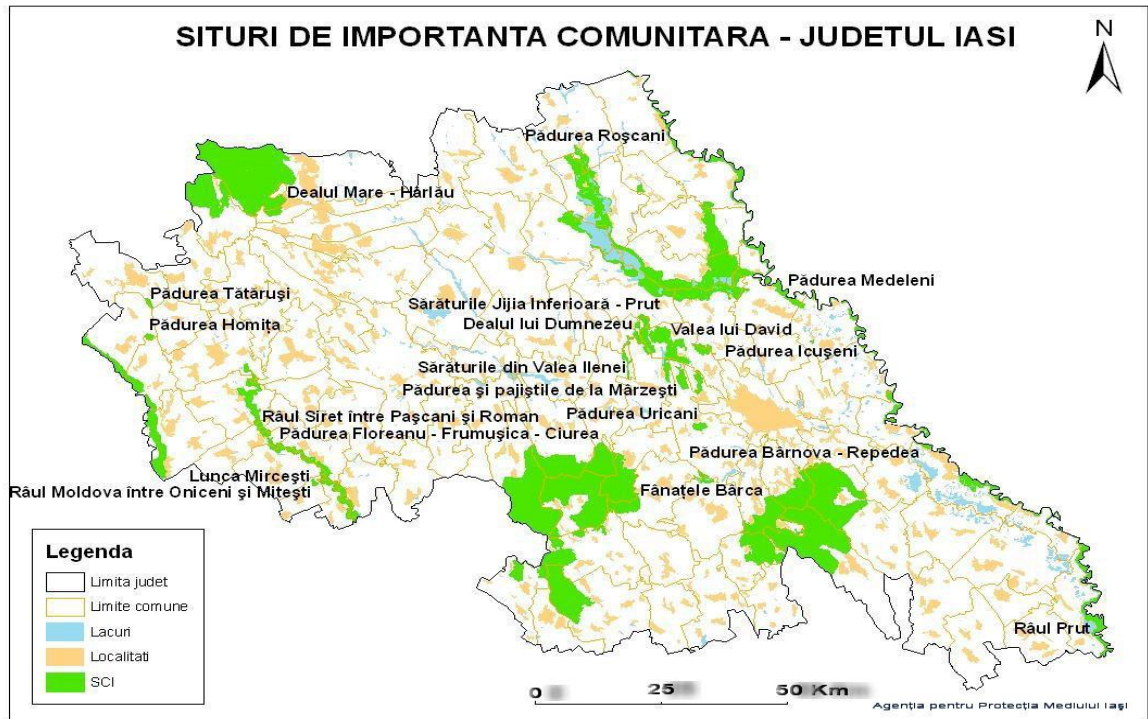 SITURI DE IMPORTANTA COMUNITARA - JUDETUL IASI
N
Pădurea Roşcani
Dealul Mare - Hârlău
Pădurea Medeleni
Pădurea Tătăruşi
Sărăturile Jijia Inferioară - Prut
Pădurea Homiţa
Dealul lui Dumnezeu
Valea lui David
Pădurea Icuşeni
Sărăturile din Valea Ilenei
Pădurea şi pajiştile de la Mârzeşti
Râul Siret între Paşcani şi Roman
Pădurea Uricani
Pădurea Floreanu - Frumuşica - Ciurea
Pădurea Bârnova - Repedea
Lunca Mirceşti
Râul Moldova între Oniceni şi Miteşti
Fânaţele Bârca
Râul Prut
Legenda
Limita judet
Limite comune
Lacuri
Localitati
SCI
0 25 50 Km
Agenţia pentru Protecţia Mediului Iaşi